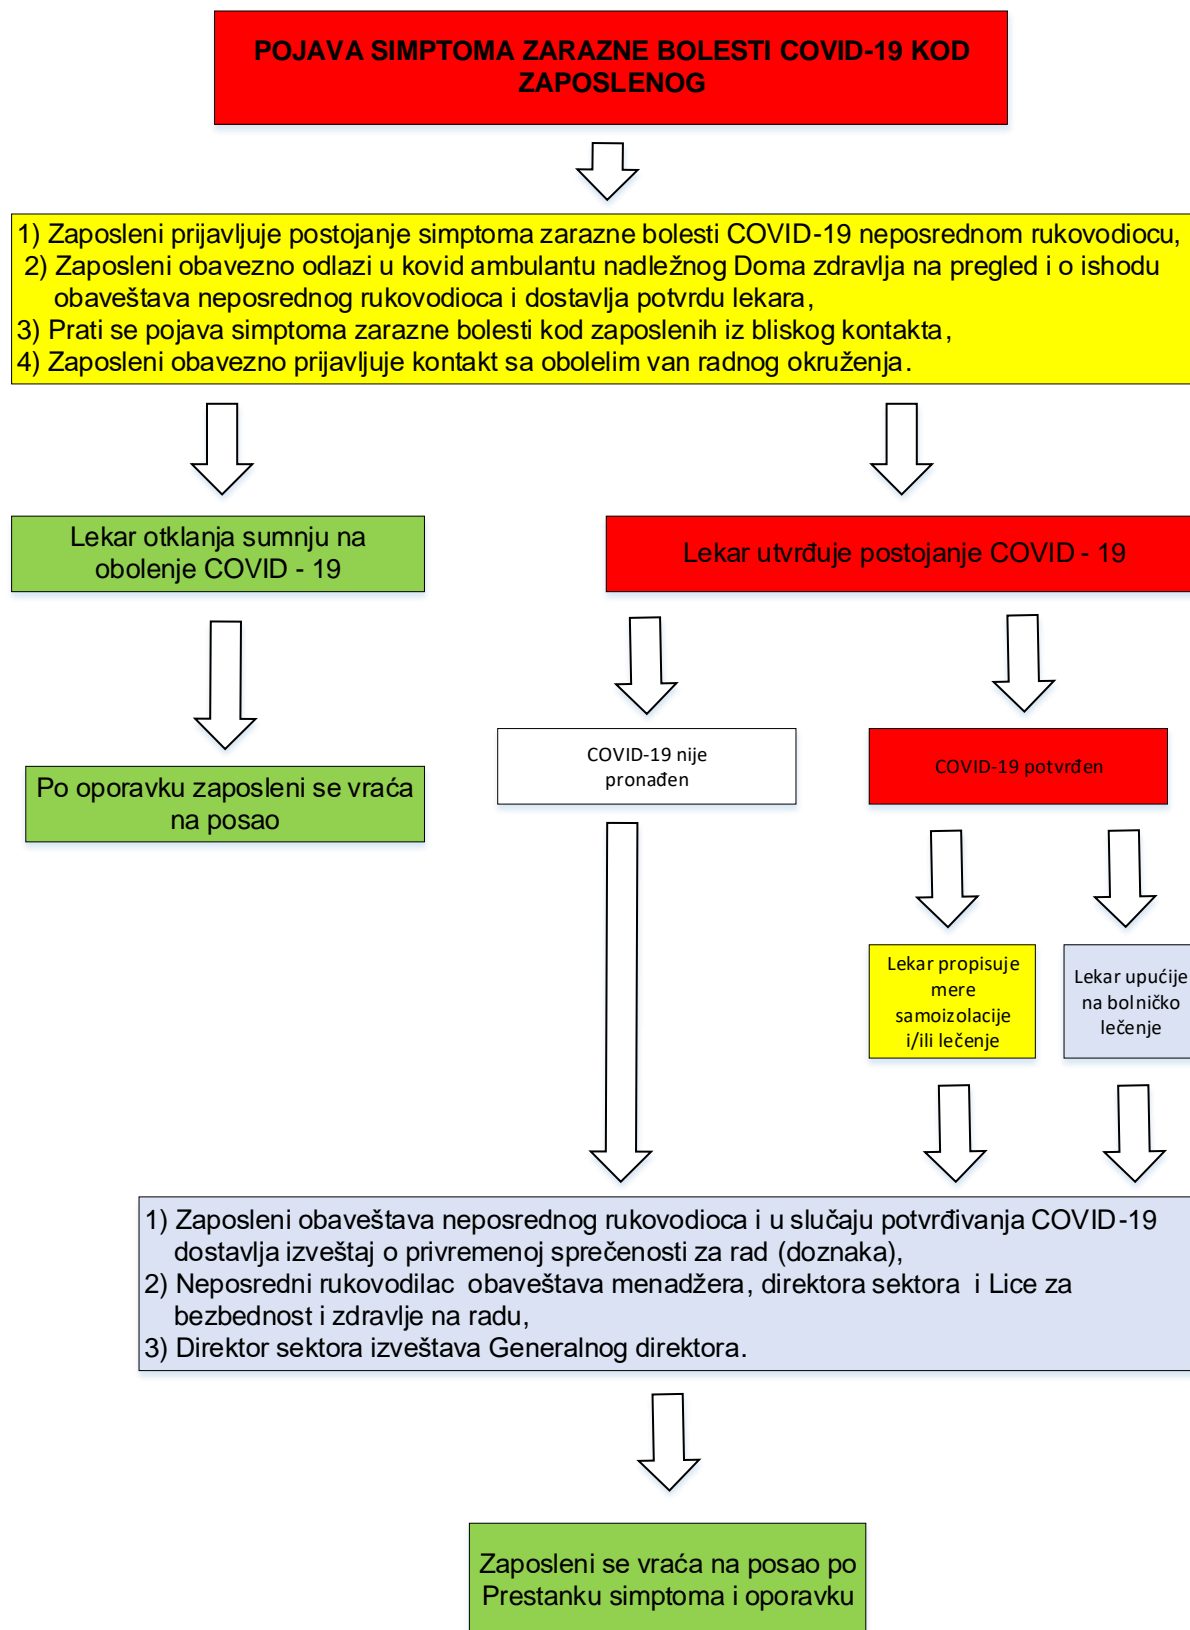 POJAVA SIMPTOMA ZARAZNE BOLESTI COVID-19 KOD
ZAPOSLENOG
1) Zaposleni prijavljuje postojanje simptoma zarazne bolesti COVID-19 neposrednom rukovodiocu,
2) Zaposleni obavezno odlazi u kovid ambulantu nadležnog Doma zdravlja na pregled i o ishodu
obaveštava neposrednog rukovodioca i dostavlja potvrdu lekara,
3) Prati se pojava simptoma zarazne bolesti kod zaposlenih iz bliskog kontakta,
4) Zaposleni obavezno prijavljuje kontakt sa obolelim van radnog okruženja.
Lekar otklanja sumnju na
obolenje COVID - 19
Lekar utvrđuje postojanje COVID - 19
Po oporavku zaposleni se vraća
na posao
COVID-19 nije
pronađen
COVID-19 potvrđen
Lekar propisuje
mere
samoizolacije
i/ili lečenje
Lekar upućije
na bolničko
lečenje
1) Zaposleni obaveštava neposrednog rukovodioca i u slučaju potvrđivanja COVID-19
dostavlja izveštaj o privremenoj sprečenosti za rad (doznaka),
2) Neposredni rukovodilac obaveštava menadžera, direktora sektora i Lice za
bezbednost i zdravlje na radu,
3) Direktor sektora izveštava Generalnog direktora.
Zaposleni se vraća na posao po
Prestanku simptoma i oporavku